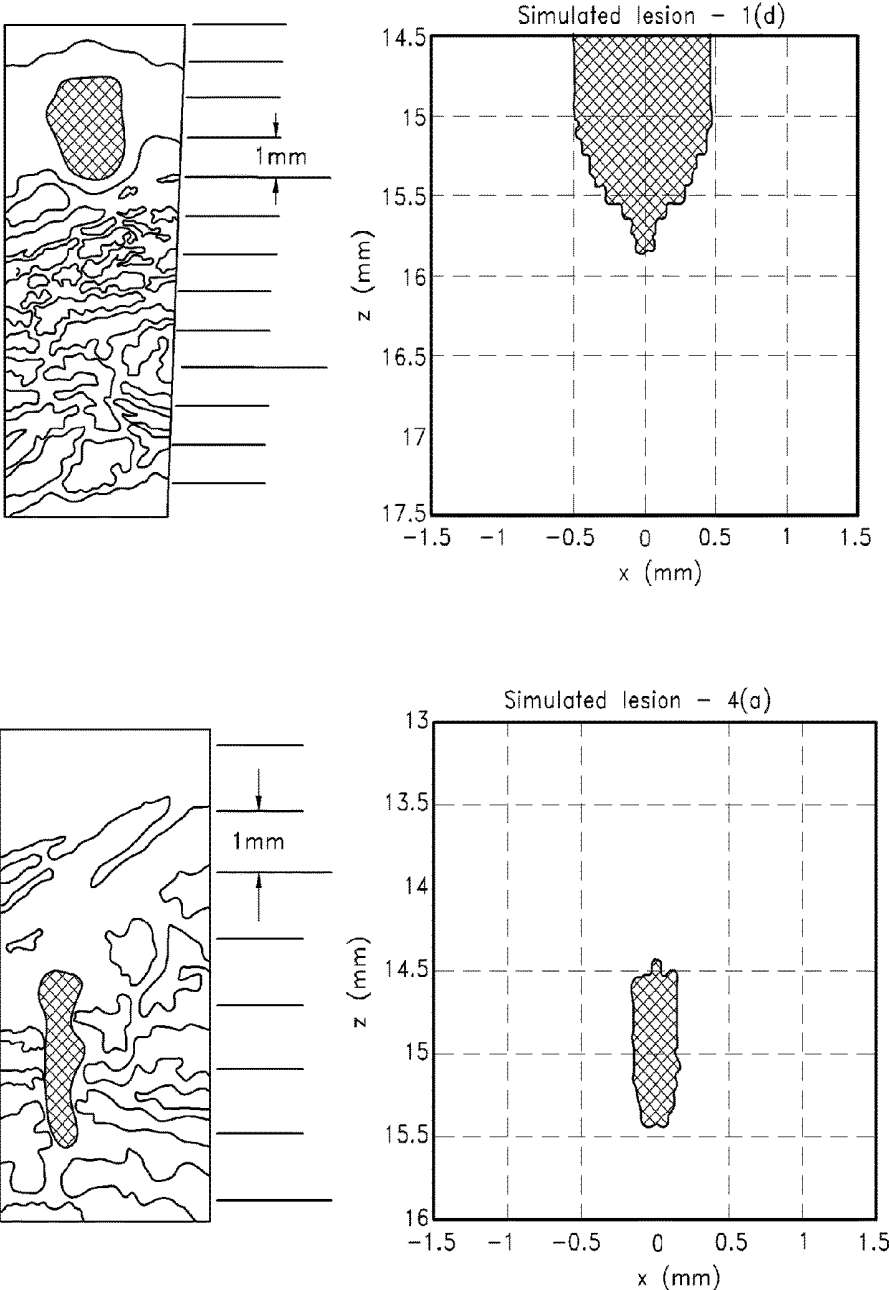 Simulated lesion - 1(d)
1mm
14.5
15
15.5
16
16.5
17
17.5
z (mm)
-1.5 -1 -0.5 0 0.5 1 1.5
x (mm)
Simulated lesion - 4(a)
1mm
13
13.5
14
14.5
15
15.5
16
z (mm)
-1.5 -1 -0.5 0 0.5 1 1.5
x (mm)